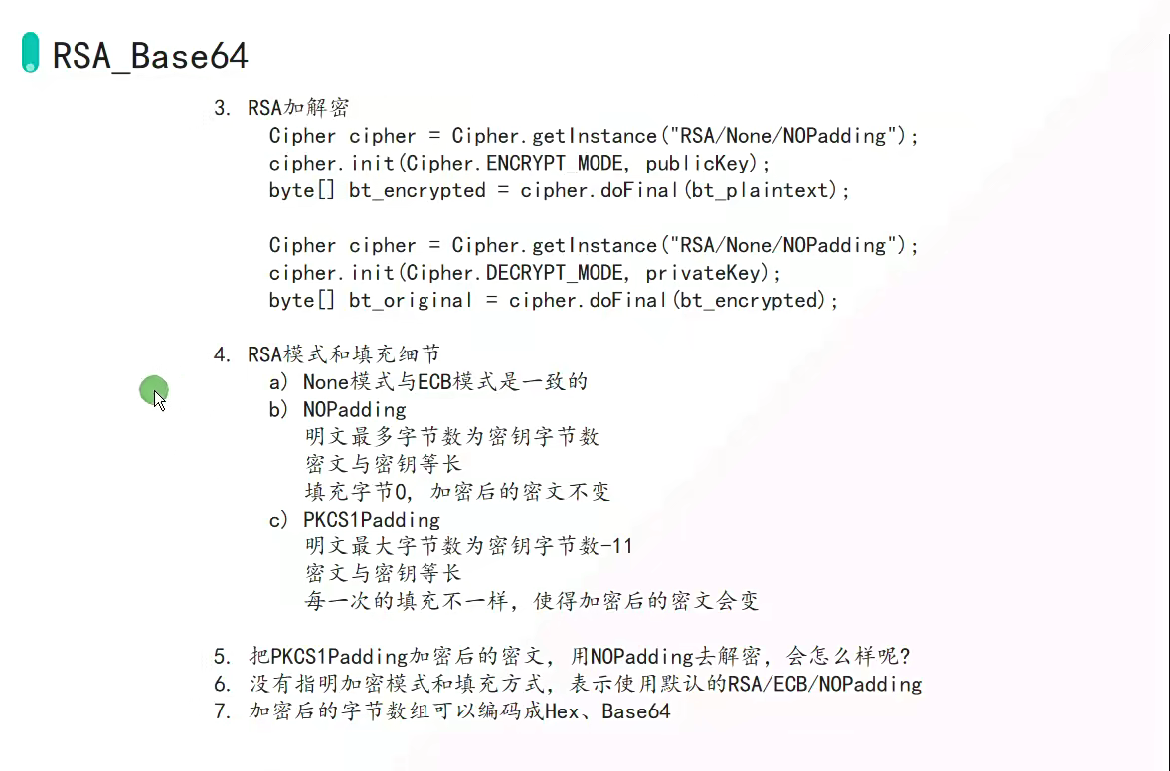 RSA_Base64
3. RSA加解密
Cipher cipher = Cipher.getInstance("RSA/None/NOPadding");
cipher.init(Cipher.ENCRYPT_MODE, publicKey);
byte[] bt_encrypted = cipher.doFinal(bt_plaintext);
Cipher cipher = Cipher.getInstance("RSA/None/NOPadding");
cipher.init(Cipher.DECRYPT_MODE, privateKey);
byte[] bt_original = cipher.doFinal(bt_encrypted);
4. RSA模式和填充细节
a) None模式与ECB模式是一致的
b) NOPadding
明文最多字节数为密钥字节数
密文与密钥等长
填充字节0，加密后的密文不变
c) PKCS1Padding
明文最大字节数为密钥字节数-11
密文与密钥等长
每一次的填充不一样，使得加密后的密文会变
5. 把PKCS1Padding加密后的密文，用NOPadding去解密，会怎么样呢?
6. 没有指明加密模式和填充方式，表示使用默认的RSA/ECB/NOPadding
7. 加密后的字节数组可以编码成Hex、Base64